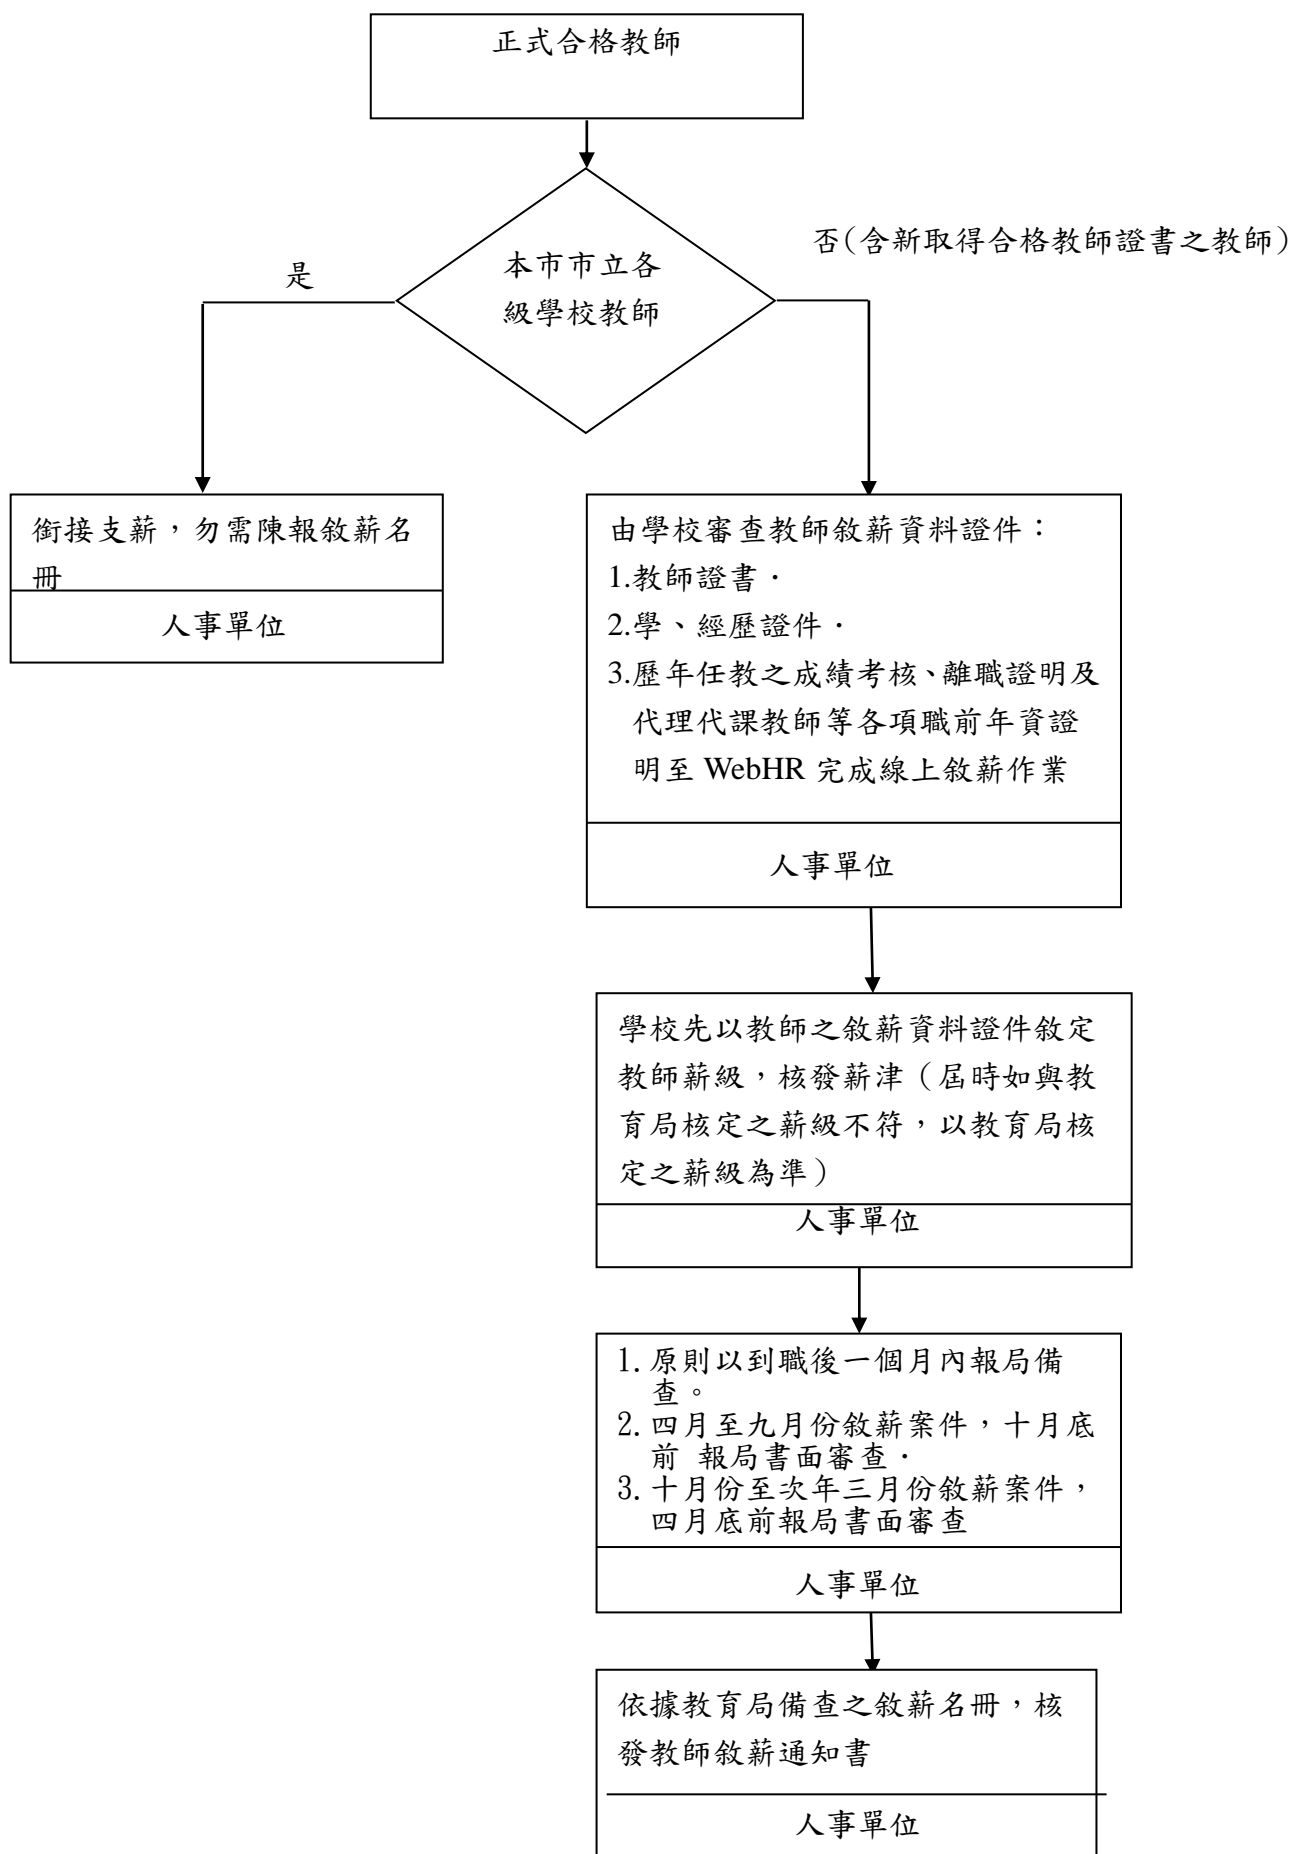 正式合格教師
否(含新取得合格教師證書之教師)
是
本市市立各
級學校教師
銜接支薪，勿需陳報敘薪名
冊
人事單位
由學校審查教師敘薪資料證件：
1.教師證書．
2.學、經歷證件．
3.歷年任教之成績考核、離職證明及
代理代課教師等各項職前年資證
明至 WebHR 完成線上敘薪作業
人事單位
學校先以教師之敘薪資料證件敘定
教師薪級，核發薪津（屆時如與教
育局核定之薪級不符，以教育局核
定之薪級為準）
人事單位
1. 原則以到職後一個月內報局備
查。
2. 四月至九月份敘薪案件，十月底
前 報局書面審查．
3. 十月份至次年三月份敘薪案件，
四月底前報局書面審查
人事單位
依據教育局備查之敘薪名冊，核
發教師敘薪通知書
人事單位